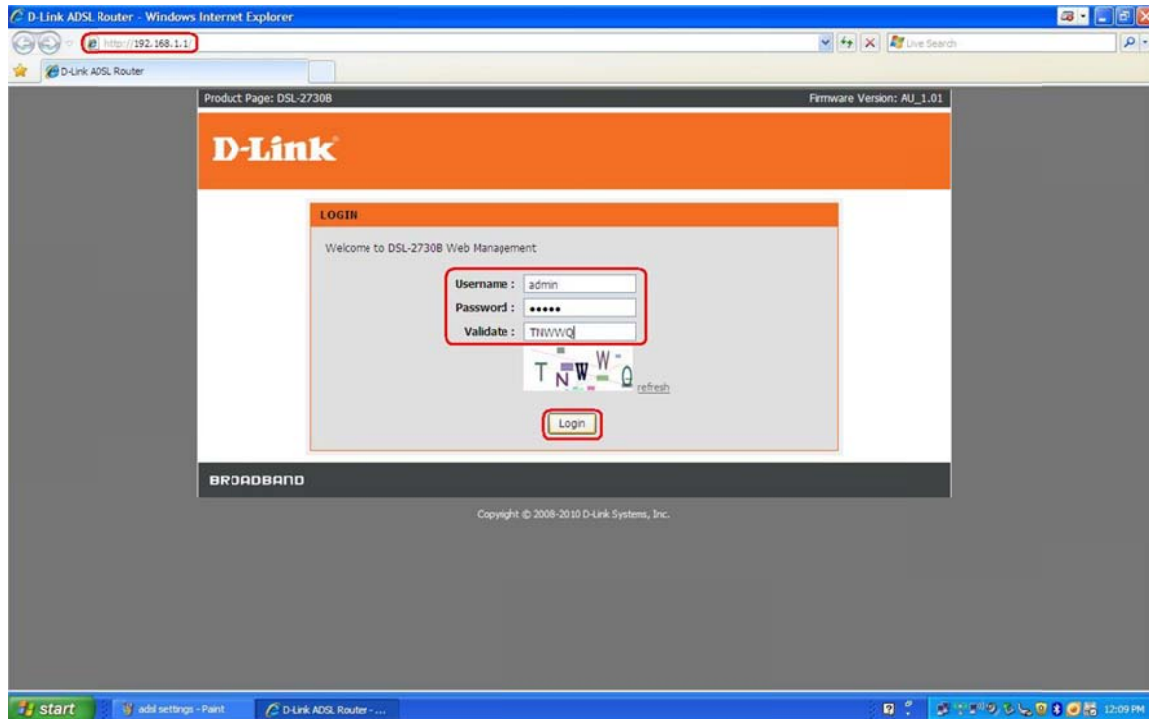 D-Link ADSL Router - Windows Internet Explorer
http://192.168.1.1/
Live Search
D-Link ADSL Router
Product Page: DSL-2730B
Firmware Version: AU_1.01
D-Link
LOGIN
Welcome to DSL-2730B Web Management
Username : admin
Password : •••••
Validate : TNWWQ
T N W W Q
refresh
Login
BROADBAND
Copyright © 2008-2010 D-Link Systems, Inc.
start
adsl settings - Paint
D-Link ADSL Router - ...
12:09 PM